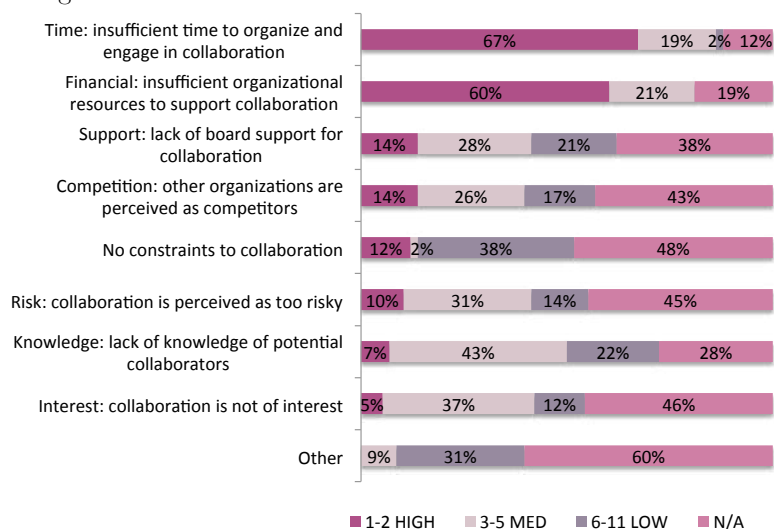 Time: insufficient time to organize and
engage in collaboration
67% 19% 2% 12%
Financial: insufficient organizational
resources to support collaboration
60% 21% 19%
Support: lack of board support for
collaboration
14% 28% 21% 38%
Competition: other organizations are
perceived as competitors
14% 26% 17% 43%
No constraints to collaboration
12% 2% 38% 48%
Risk: collaboration is perceived as too risky
10% 31% 14% 45%
Knowledge: lack of knowledge of potential
collaborators
7% 43% 22% 28%
Interest: collaboration is not of interest
5% 37% 12% 46%
Other
9% 31% 60%
1-2 HIGH 3-5 MED 6-11 LOW N/A